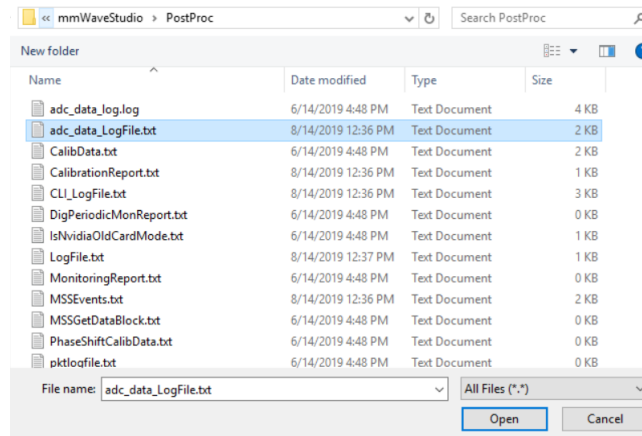 « mmWaveStudio > PostProc Search PostProc
New folder
Name Date modified Type Size
adc_data_log.log 6/14/2019 4:48 PM Text Document 4 KB
adc_data_LogFile.txt 8/14/2019 12:36 PM Text Document 2 KB
CalibData.txt 6/14/2019 4:48 PM Text Document 2 KB
CalibrationReport.txt 8/14/2019 12:36 PM Text Document 1 KB
CLI_LogFile.txt 8/14/2019 12:36 PM Text Document 3 KB
DigPeriodicMonReport.txt 6/14/2019 4:48 PM Text Document 0 KB
IsNvidiaOldCardMode.txt 6/14/2019 4:48 PM Text Document 1 KB
LogFile.txt 8/14/2019 12:37 PM Text Document 1 KB
MonitoringReport.txt 6/14/2019 4:48 PM Text Document 0 KB
MSSEvents.txt 8/14/2019 12:36 PM Text Document 2 KB
MSSGetDataBlock.txt 6/14/2019 4:48 PM Text Document 0 KB
PhaseShiftCalibData.txt 6/14/2019 4:48 PM Text Document 0 KB
pktlogfile.txt 6/14/2019 4:48 PM Text Document 0 KB
File name: adc_data_LogFile.txt All Files (*.*)
Open Cancel